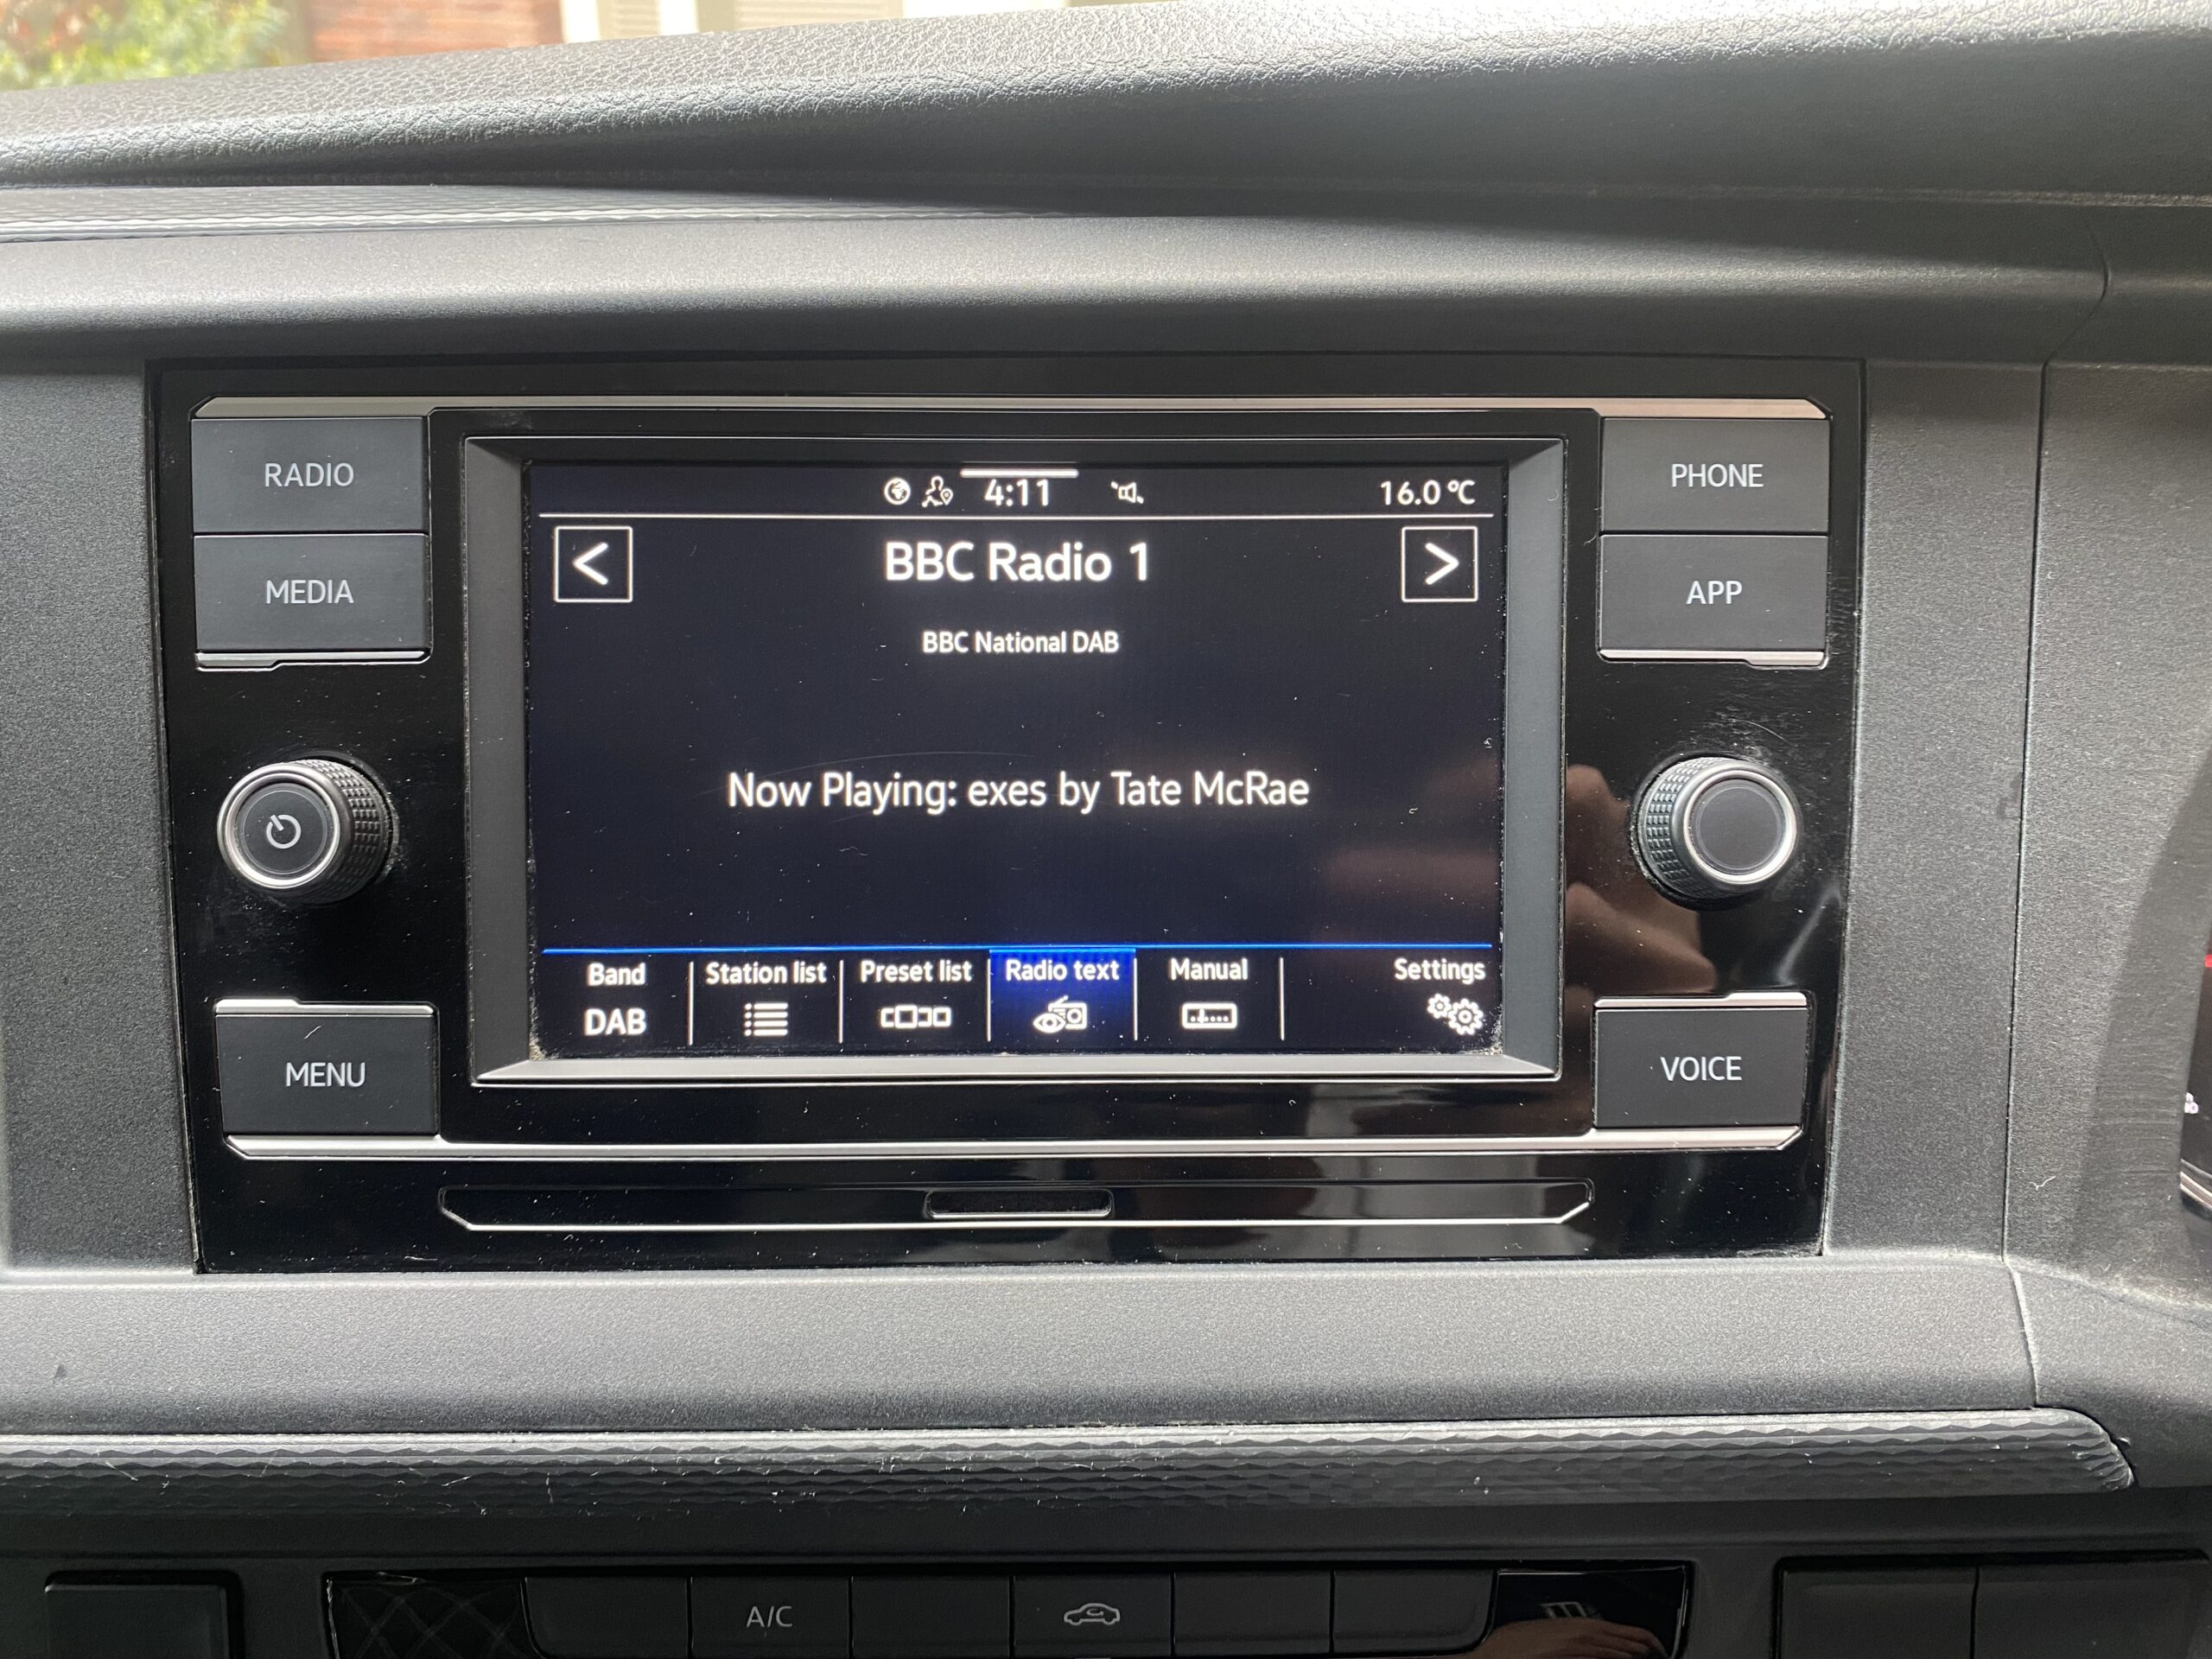 RADIO
MEDIA
MENU
PHONE
APP
VOICE
4:11
16.0 °C
< BBC Radio 1 >
BBC National DAB
Now Playing: exes by Tate McRae
Band Station list Preset list Radio text Manual Settings
DAB
A/C